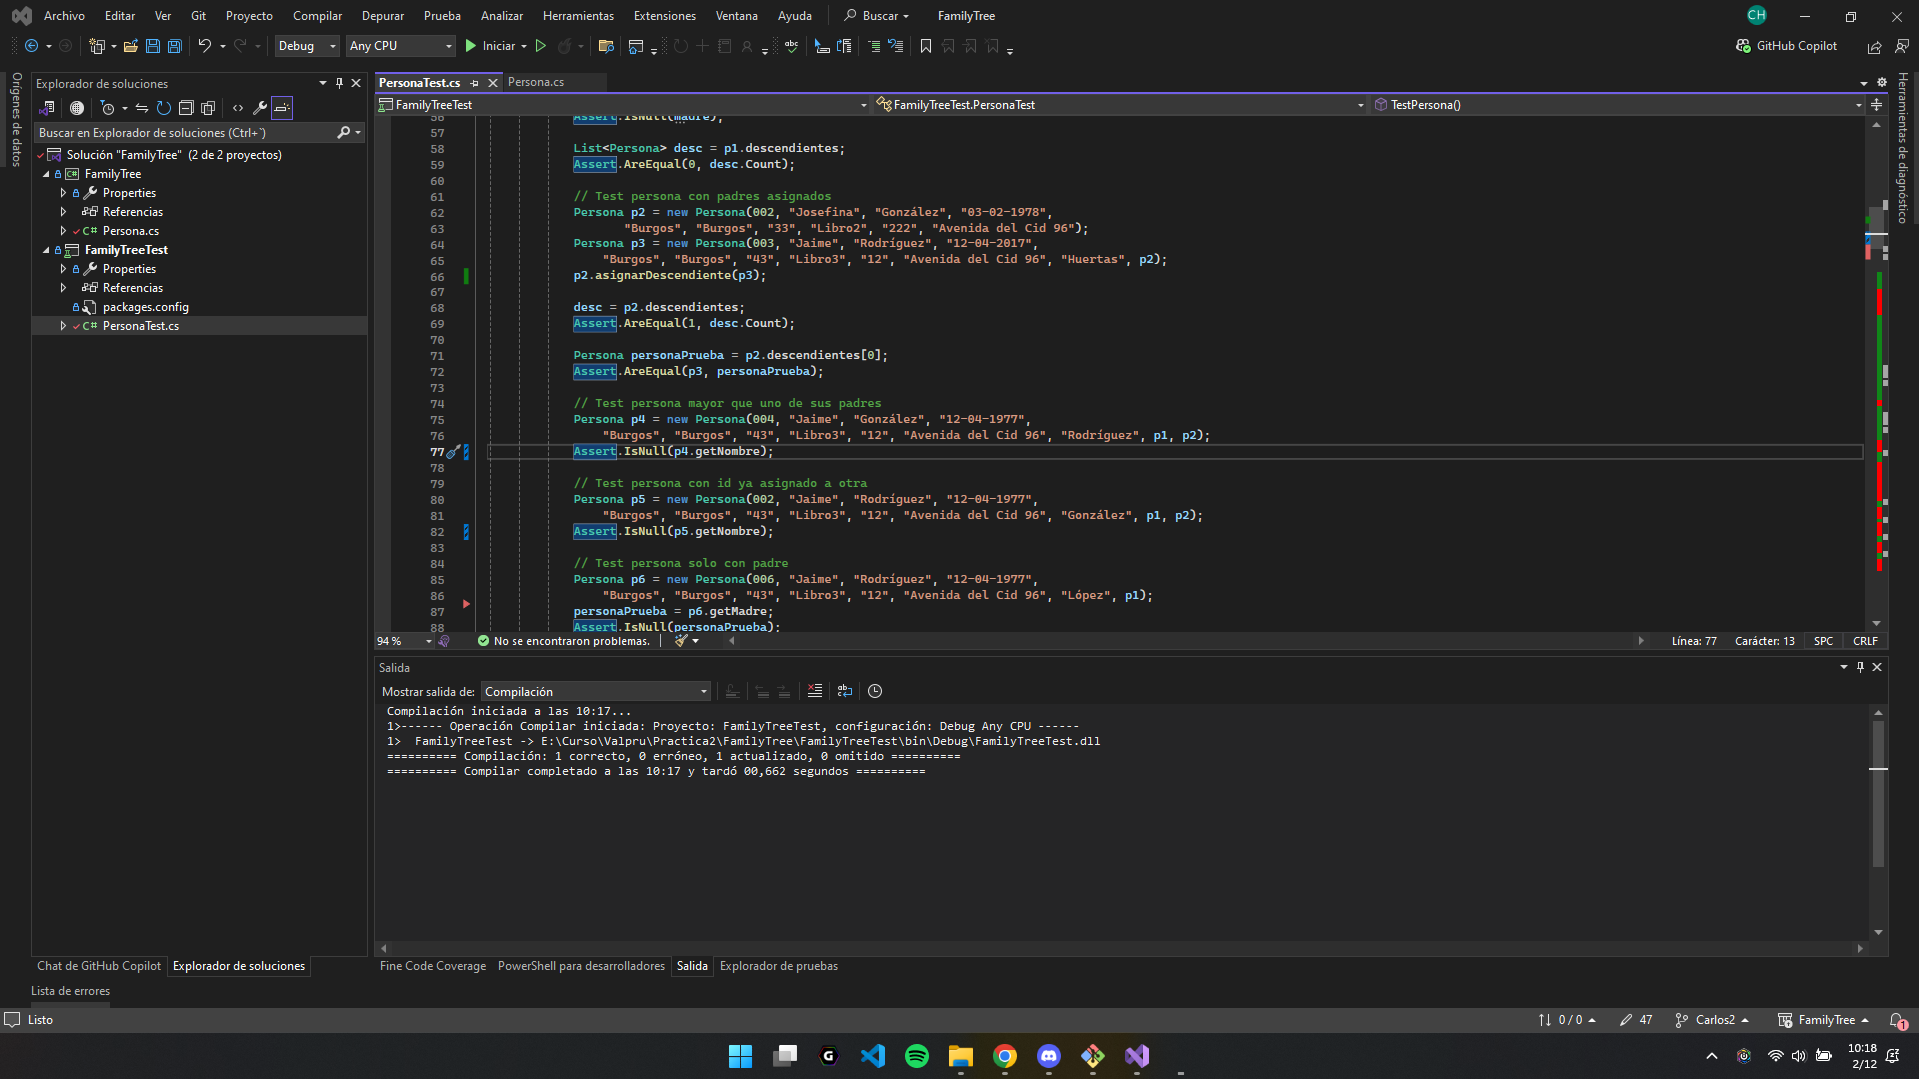 Archivo Editar Ver Git Proyecto Compilar Depurar Prueba Analizar Herramientas Extensiones Ventana Ayuda Buscar FamilyTree CH
Debug Any CPU Iniciar GitHub Copilot
Orígenes de datos
Explorador de soluciones
Buscar en Explorador de soluciones (Ctrl+`)
Solución "FamilyTree" (2 de 2 proyectos)
FamilyTree
Properties
Referencias
C# Persona.cs
FamilyTreeTest
Properties
Referencias
packages.config
C# PersonaTest.cs
Chat de GitHub Copilot Explorador de soluciones
PersonaTest.cs Persona.cs
FamilyTreeTest FamilyTreeTest.PersonaTest TestPersona()
56 Assert.IsNull(madre);
57
58 List<Persona> desc = p1.descendientes;
59 Assert.AreEqual(0, desc.Count);
60
61 // Test persona con padres asignados
62 Persona p2 = new Persona(002, "Josefina", "González", "03-02-1978",
63 "Burgos", "Burgos", "33", "Libro2", "222", "Avenida del Cid 96");
64 Persona p3 = new Persona(003, "Jaime", "Rodríguez", "12-04-2017",
65 "Burgos", "Burgos", "43", "Libro3", "12", "Avenida del Cid 96", "Huertas", p2);
66 p2.asignarDescendiente(p3);
67
68 desc = p2.descendientes;
69 Assert.AreEqual(1, desc.Count);
70
71 Persona personaPrueba = p2.descendientes[0];
72 Assert.AreEqual(p3, personaPrueba);
73
74 // Test persona mayor que uno de sus padres
75 Persona p4 = new Persona(004, "Jaime", "González", "12-04-1977",
76 "Burgos", "Burgos", "43", "Libro3", "12", "Avenida del Cid 96", "Rodríguez", p1, p2);
77 Assert.IsNull(p4.getNombre);
78
79 // Test persona con id ya asignado a otra
80 Persona p5 = new Persona(002, "Jaime", "Rodríguez", "12-04-1977",
81 "Burgos", "Burgos", "43", "Libro3", "12", "Avenida del Cid 96", "González", p1, p2);
82 Assert.IsNull(p5.getNombre);
83
84 // Test persona solo con padre
85 Persona p6 = new Persona(006, "Jaime", "Rodríguez", "12-04-1977",
86 "Burgos", "Burgos", "43", "Libro3", "12", "Avenida del Cid 96", "López", p1);
87 personaPrueba = p6.getMadre;
88 Assert.IsNull(personaPrueba);
94 % No se encontraron problemas. Línea: 77 Carácter: 13 SPC CRLF
Herramientas de diagnóstico
Salida
Mostrar salida de: Compilación
Compilación iniciada a las 10:17...
1>------ Operación Compilar iniciada: Proyecto: FamilyTreeTest, configuración: Debug Any CPU ------
1>  FamilyTreeTest -> E:\Curso\Valpru\Practica2\FamilyTree\FamilyTreeTest\bin\Debug\FamilyTreeTest.dll
========== Compilación: 1 correcto, 0 erróneo, 1 actualizado, 0 omitido ==========
========== Compilar completado a las 10:17 y tardó 00,662 segundos ==========
Fine Code Coverage PowerShell para desarrolladores Salida Explorador de pruebas
Lista de errores
Listo 0 / 0 47 Carlos2 FamilyTree 1
10:18
2/12